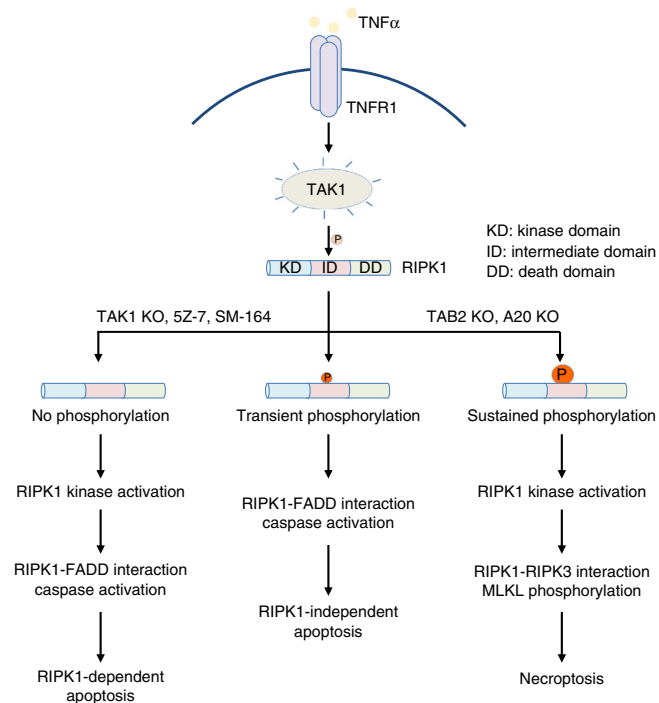 TNFα
TNFR1
TAK1
P
KD ID DD RIPK1
KD: kinase domain
ID: intermediate domain
DD: death domain
TAK1 KO, 5Z-7, SM-164
TAB2 KO, A20 KO
P
P
No phosphorylation
Transient phosphorylation
Sustained phosphorylation
RIPK1 kinase activation
RIPK1-FADD interaction
caspase activation
RIPK1 kinase activation
RIPK1-FADD interaction
caspase activation
RIPK1-independent
apoptosis
RIPK1-RIPK3 interaction
MLKL phosphorylation
RIPK1-dependent
apoptosis
Necroptosis